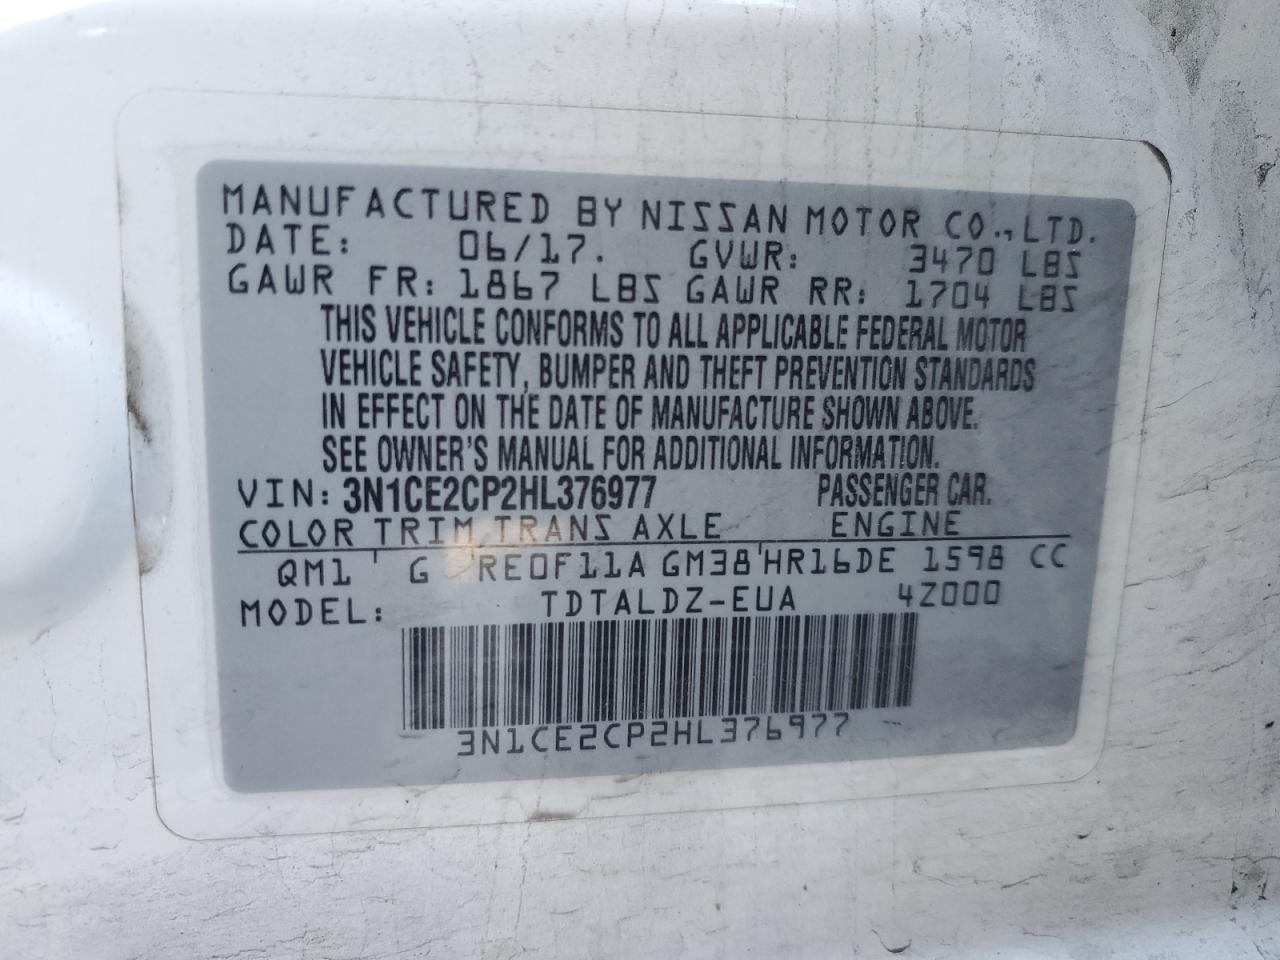 MANUFACTURED BY NISSAN MOTOR CO., LTD.
DATE: 06/17. GVWR: 3470 LBS
GAWR FR: 1867 LBS GAWR RR: 1704 LBS
THIS VEHICLE CONFORMS TO ALL APPLICABLE FEDERAL MOTOR
VEHICLE SAFETY, BUMPER AND THEFT PREVENTION STANDARDS
IN EFFECT ON THE DATE OF MANUFACTURE SHOWN ABOVE.
SEE OWNER'S MANUAL FOR ADDITIONAL INFORMATION.
VIN: 3N1CE2CP2HL376977 PASSENGER CAR.
COLOR TRIM TRANS AXLE ENGINE
QM1 G RE0F11A GM38 HR16DE 1598 CC
MODEL: TDTALDZ-EUA 4Z000
3N1CE2CP2HL376977